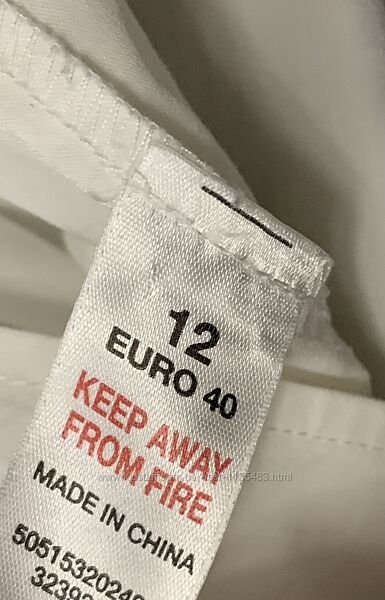 12
EURO 40
KEEP AWAY
FROM FIRE
MADE IN CHINA